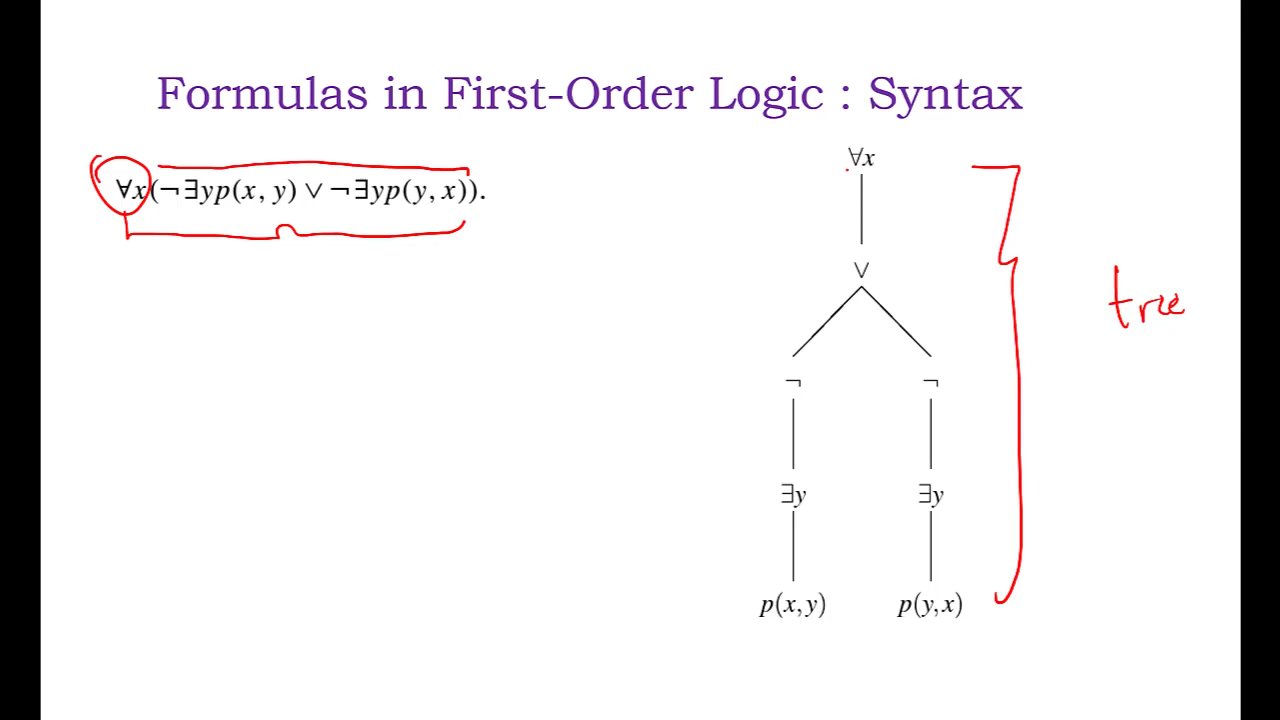 Formulas in First-Order Logic : Syntax
∀x(¬∃yp(x, y) ∨ ¬∃yp(y, x)).
∀x
∨
¬ ¬
∃y ∃y
p(x,y) p(y,x)
tree